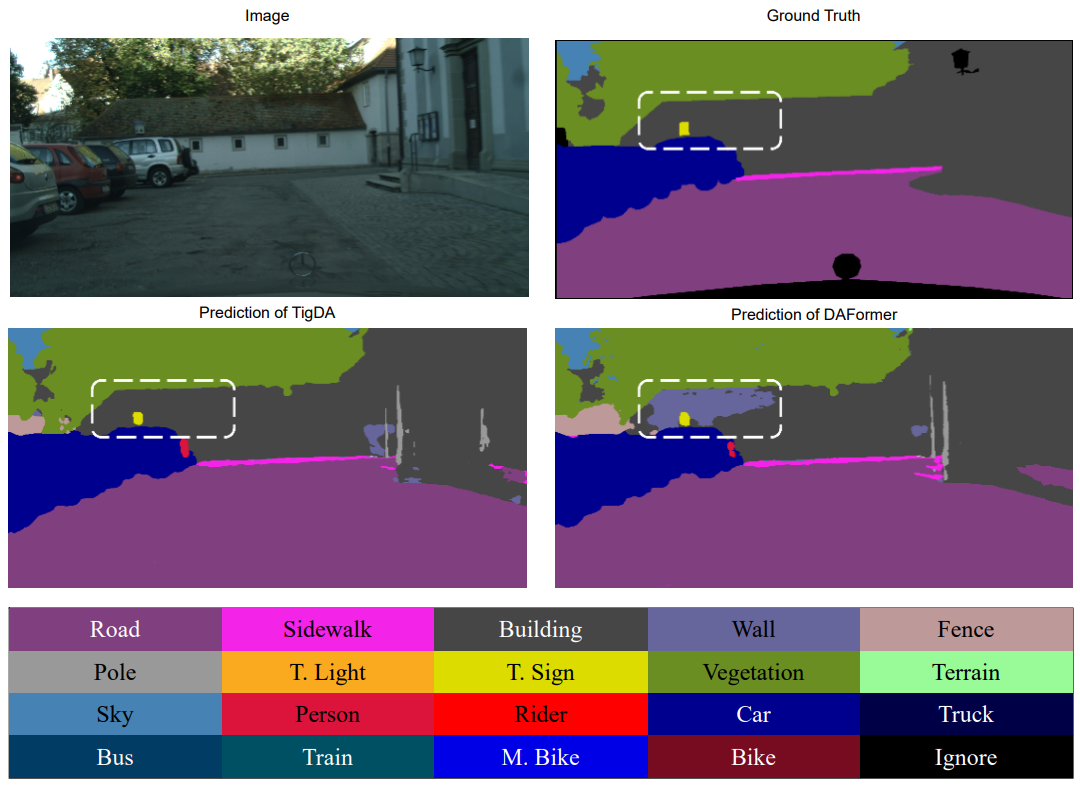 Image
Ground Truth
Prediction of TigDA
Prediction of DAFormer
Road Sidewalk Building Wall Fence
Pole T. Light T. Sign Vegetation Terrain
Sky Person Rider Car Truck
Bus Train M. Bike Bike Ignore